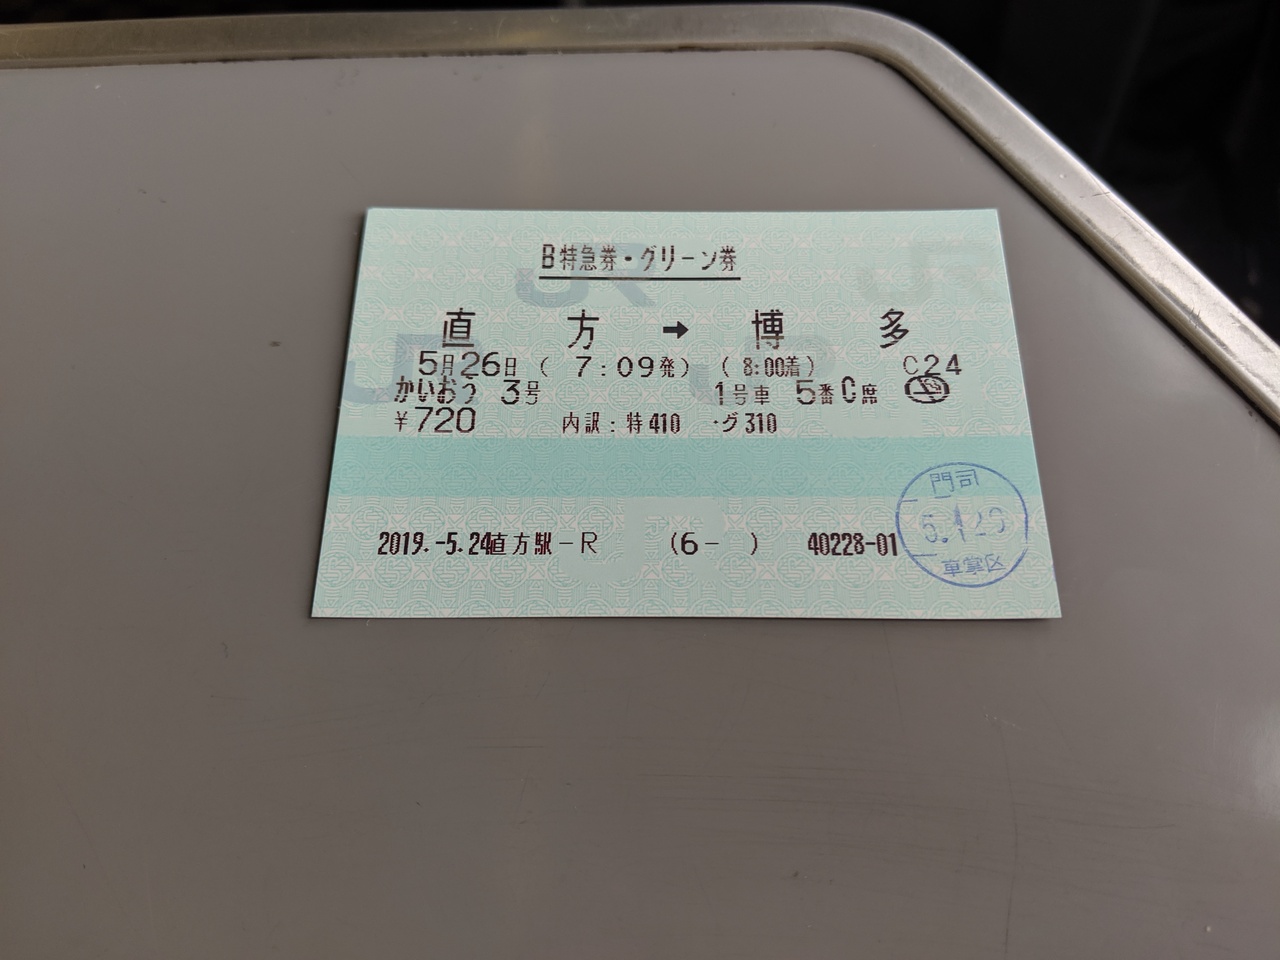 B特急券・グリーン券
直方➡博多
5月26日 ( 7:09発) ( 8:00着) C24
かいおう 3号 1号車 5番C席
¥720 内訳:特410 ・グ310
2019.-5.24直方駅-R (6- ) 40228-01
門司
車掌区